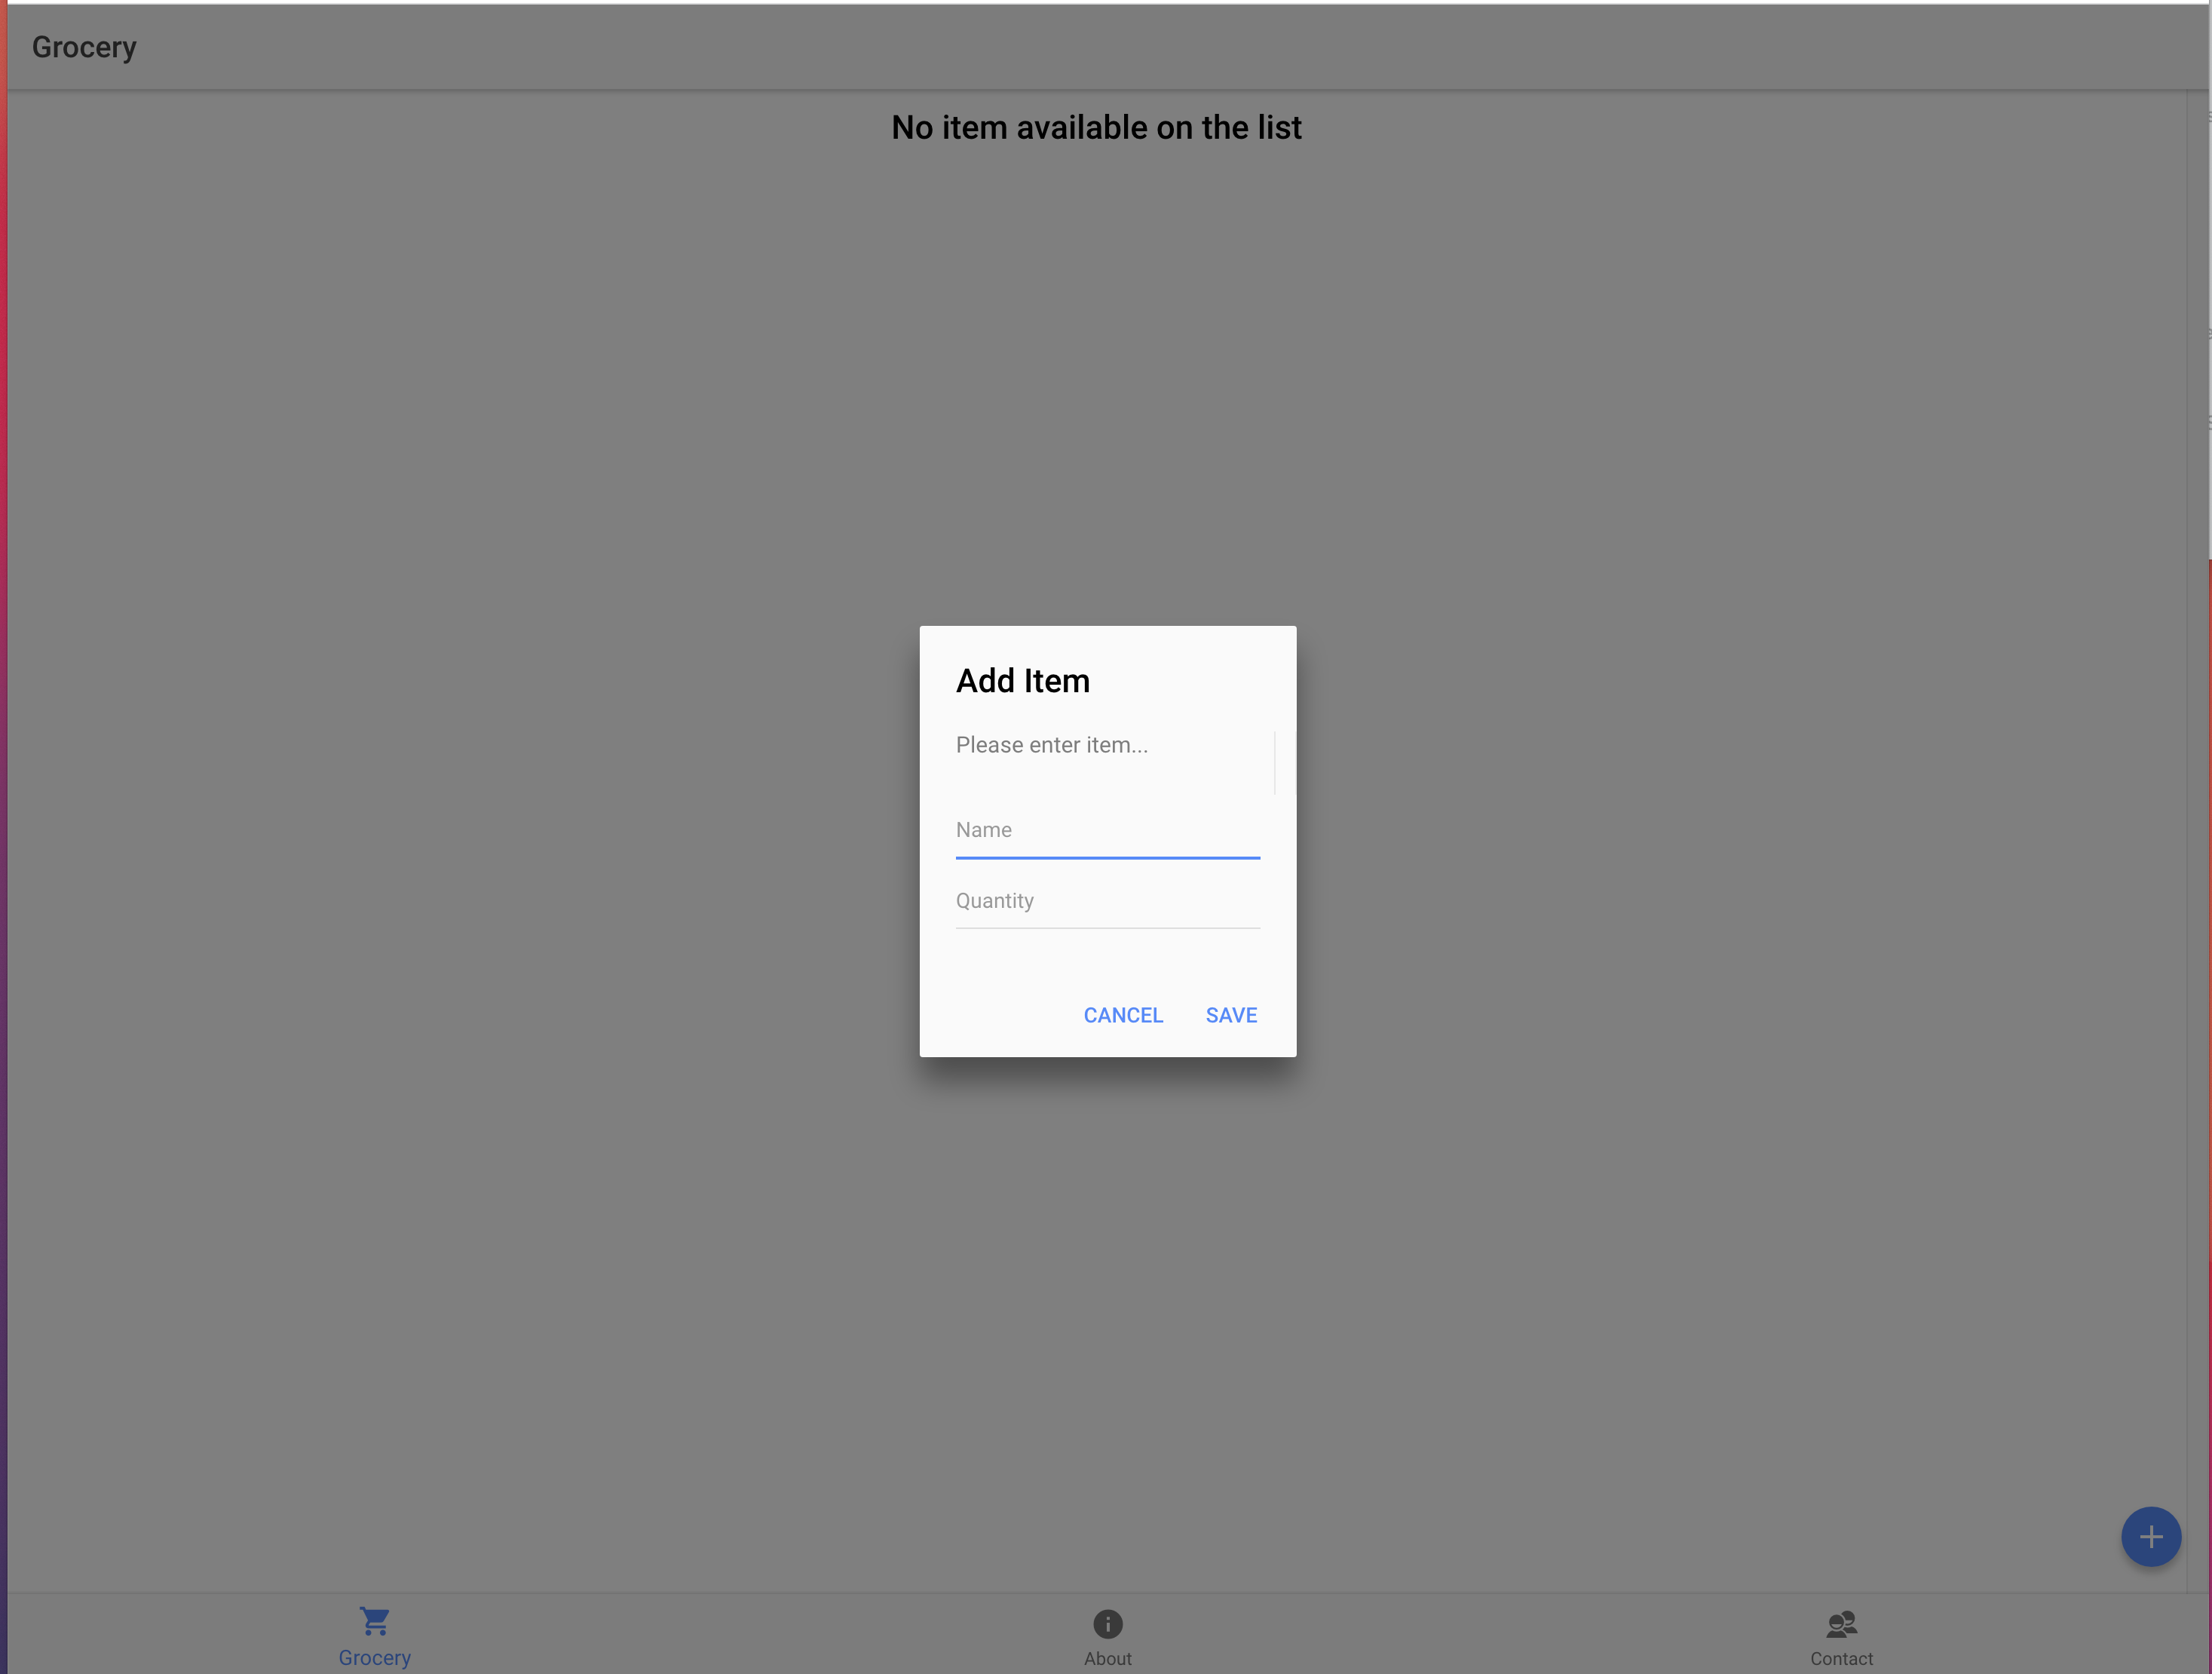 Grocery
No item available on the list
Add Item
Please enter item...
Name
Quantity
CANCEL SAVE
Grocery
About
Contact